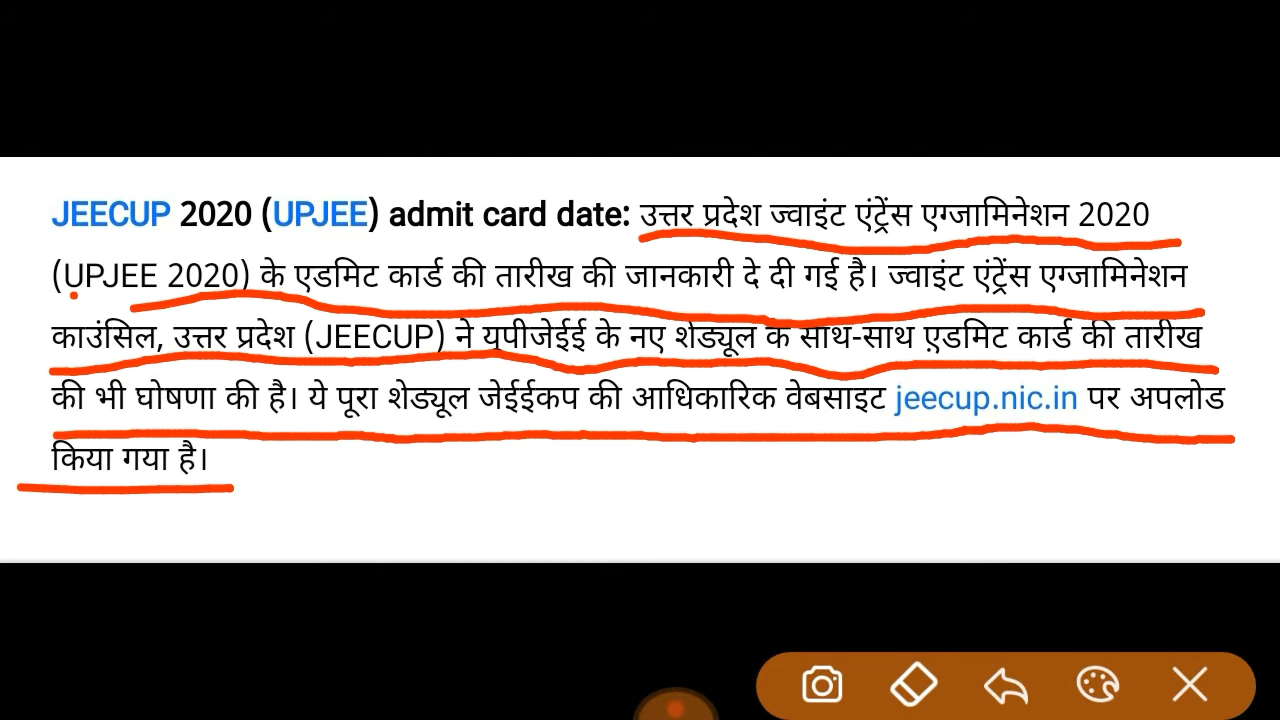 JEECUP 2020 (UPJEE) admit card date: उत्तर प्रदेश ज्वाइंट एंट्रेंस एग्जामिनेशन 2020
(UPJEE 2020) के एडमिट कार्ड की तारीख की जानकारी दे दी गई है। ज्वाइंट एंट्रेंस एग्जामिनेशन
काउंसिल, उत्तर प्रदेश (JEECUP) ने यूपीजेईई के नए शेड्यूल के साथ-साथ एडमिट कार्ड की तारीख
की भी घोषणा की है। ये पूरा शेड्यूल जेईईकप की आधिकारिक वेबसाइट jeecup.nic.in पर अपलोड
किया गया है।